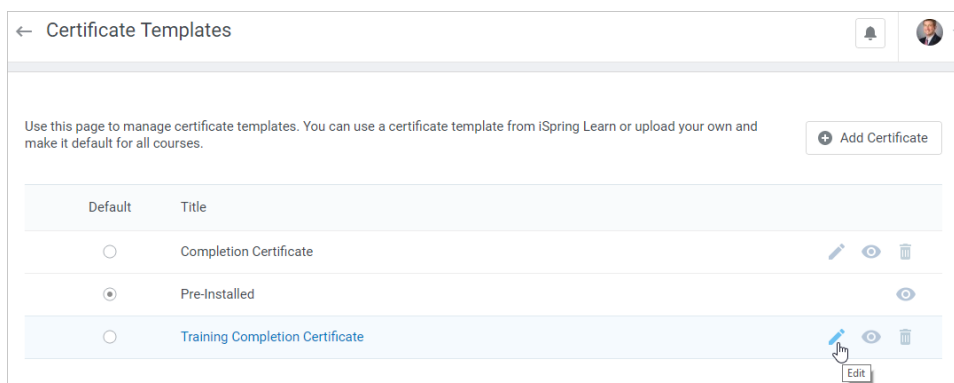 Certificate Templates
Use this page to manage certificate templates. You can use a certificate template from iSpring Learn or upload your own and
make it default for all courses.
Add Certificate
Default Title
Completion Certificate
Pre-Installed
Training Completion Certificate
Edit